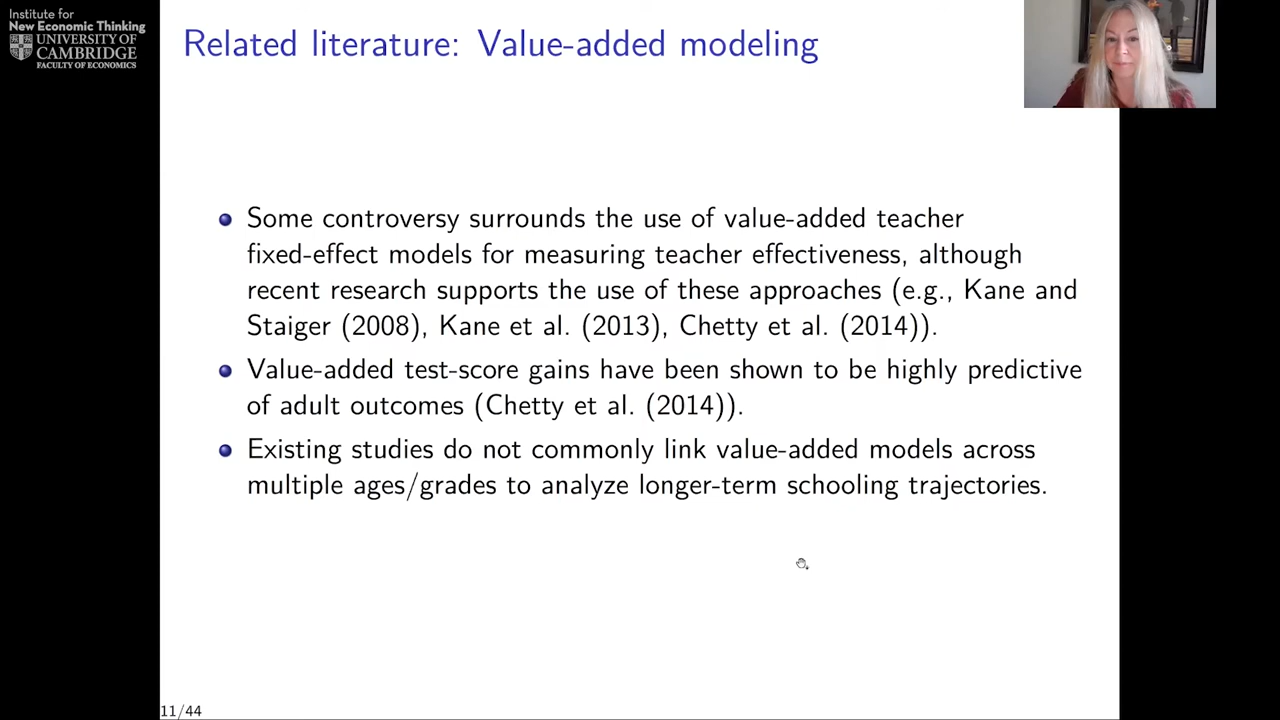 Institute for
New Economic Thinking
UNIVERSITY OF
CAMBRIDGE
FACULTY OF ECONOMICS
Related literature: Value-added modeling
Some controversy surrounds the use of value-added teacher
fixed-effect models for measuring teacher effectiveness, although
recent research supports the use of these approaches (e.g., Kane and
Staiger (2008), Kane et al. (2013), Chetty et al. (2014)).
Value-added test-score gains have been shown to be highly predictive
of adult outcomes (Chetty et al. (2014)).
Existing studies do not commonly link value-added models across
multiple ages/grades to analyze longer-term schooling trajectories.
11/44